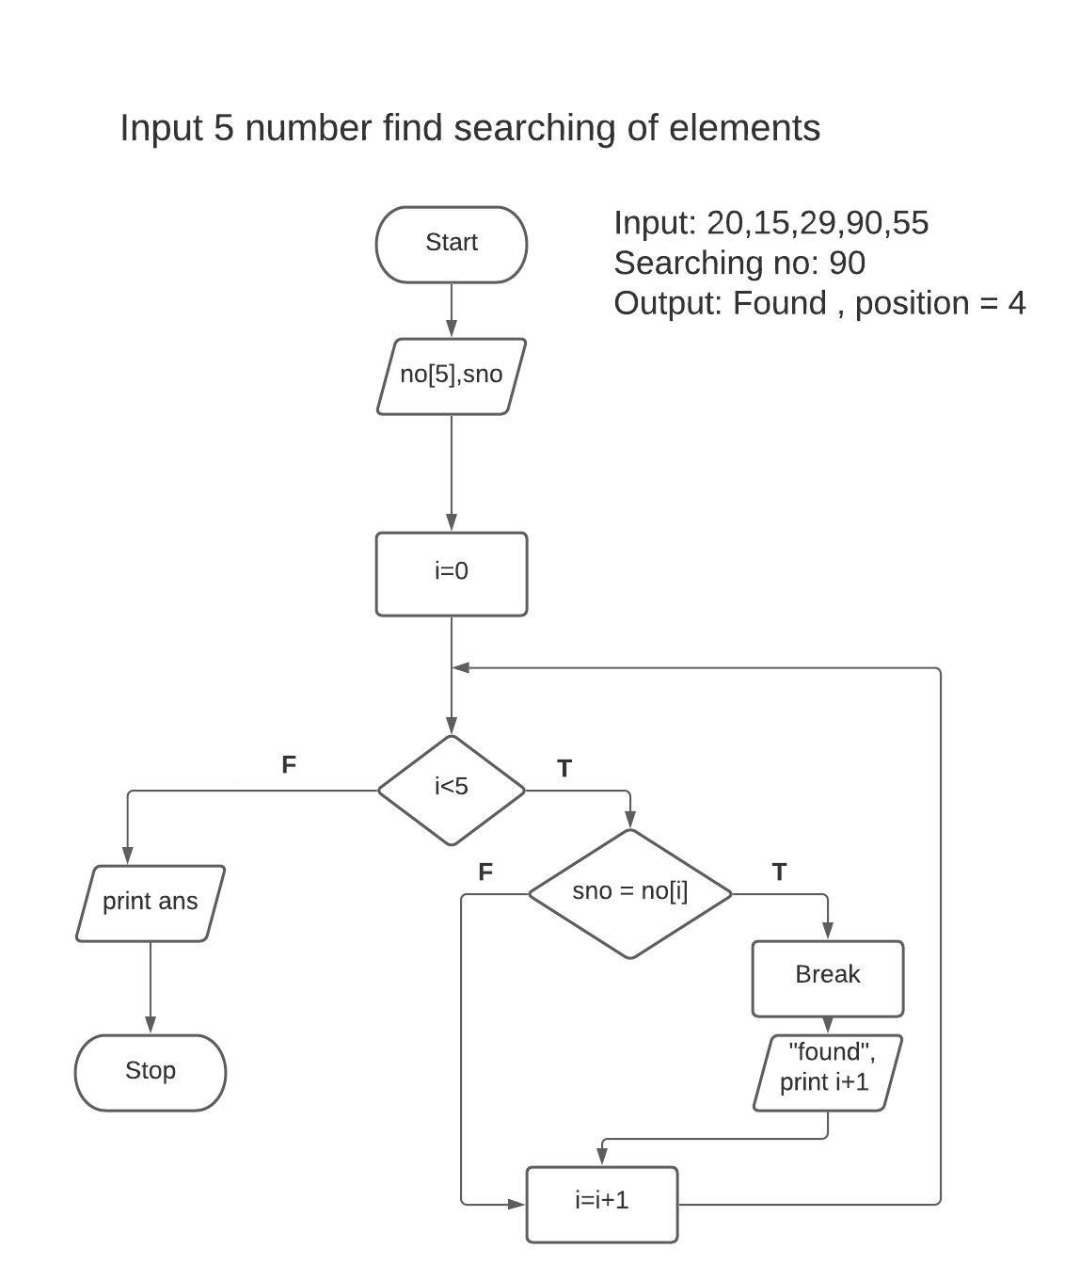 Input 5 number find searching of elements
Start
Input: 20,15,29,90,55
Searching no: 90
Output: Found , position = 4
no[5],sno
i=0
i<5
F
T
print ans
sno = no[i]
F
T
Break
Stop
"found",
print i+1
i=i+1